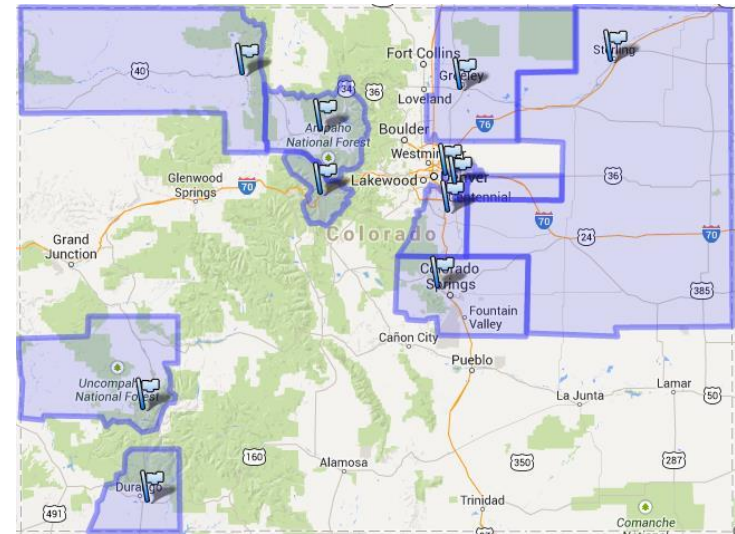 Fort Collins
Sterling
40
Greeley
34
36
Loveland
76
Arapaho
National Forest
Boulder
Westminster
Glenwood
Springs
70
Lakewood
Denver
36
Centennial
Colorado
Grand
Junction
24
70
Colorado
Springs
385
Fountain
Valley
Cañon City
Uncompah
National Forest
Pueblo
Lamar
La Junta
50
160
Alamosa
350
287
Durango
491
Trinidad
Comanche